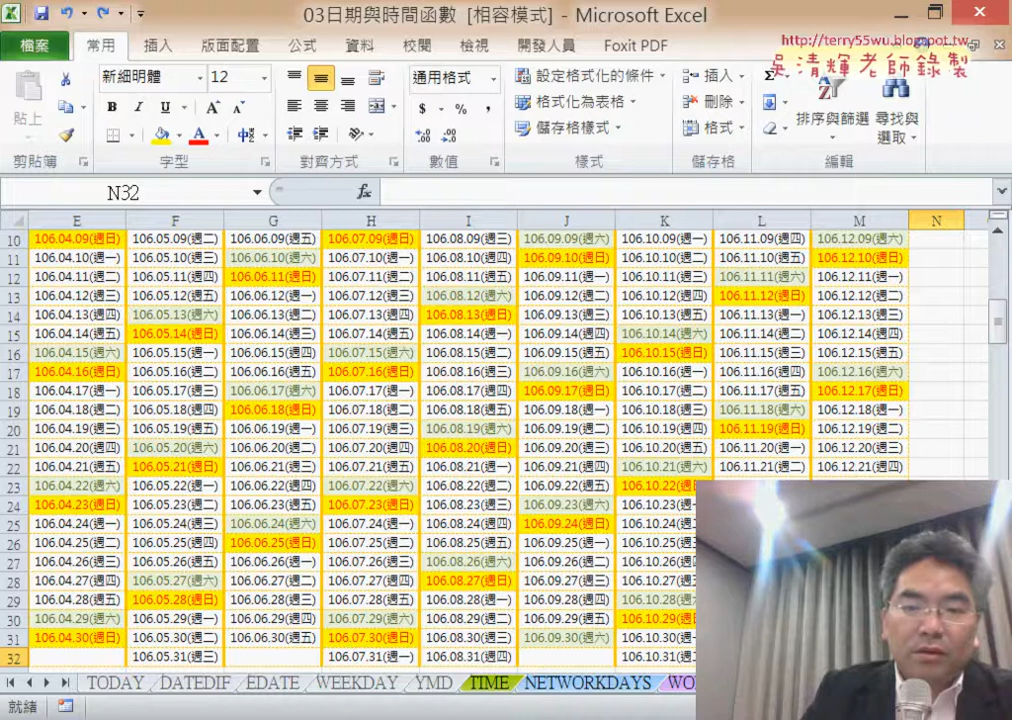 03日期與時間函數 [相容模式] - Microsoft Excel
檔案 常用 插入 版面配置 公式 資料 校閱 檢視 開發人員 Foxit PDF
http://terry55wu.blogspot.tw
吳清輝老師錄製
新細明體 12 通用格式 設定格式化的條件 插入 Σ
貼上 B I U A A $ % , 格式化為表格 刪除 排序與篩選 尋找與
選取
A 中 .00 .00 儲存格樣式 格式
剪貼簿 字型 對齊方式 數值 樣式 儲存格 編輯
N32 fx
E F G H I J K L M N
10 106.04.09(週日) 106.05.09(週二) 106.06.09(週五) 106.07.09(週日) 106.08.09(週三) 106.09.09(週六) 106.10.09(週一) 106.11.09(週四) 106.12.09(週六)
11 106.04.10(週一) 106.05.10(週三) 106.06.10(週六) 106.07.10(週一) 106.08.10(週四) 106.09.10(週日) 106.10.10(週二) 106.11.10(週五) 106.12.10(週日)
12 106.04.11(週二) 106.05.11(週四) 106.06.11(週日) 106.07.11(週二) 106.08.11(週五) 106.09.11(週一) 106.10.11(週三) 106.11.11(週六) 106.12.11(週一)
13 106.04.12(週三) 106.05.12(週五) 106.06.12(週一) 106.07.12(週三) 106.08.12(週六) 106.09.12(週二) 106.10.12(週四) 106.11.12(週日) 106.12.12(週二)
14 106.04.13(週四) 106.05.13(週六) 106.06.13(週二) 106.07.13(週四) 106.08.13(週日) 106.09.13(週三) 106.10.13(週五) 106.11.13(週一) 106.12.13(週三)
15 106.04.14(週五) 106.05.14(週日) 106.06.14(週三) 106.07.14(週五) 106.08.14(週一) 106.09.14(週四) 106.10.14(週六) 106.11.14(週二) 106.12.14(週四)
16 106.04.15(週六) 106.05.15(週一) 106.06.15(週四) 106.07.15(週六) 106.08.15(週二) 106.09.15(週五) 106.10.15(週日) 106.11.15(週三) 106.12.15(週五)
17 106.04.16(週日) 106.05.16(週二) 106.06.16(週五) 106.07.16(週日) 106.08.16(週三) 106.09.16(週六) 106.10.16(週一) 106.11.16(週四) 106.12.16(週六)
18 106.04.17(週一) 106.05.17(週三) 106.06.17(週六) 106.07.17(週一) 106.08.17(週四) 106.09.17(週日) 106.10.17(週二) 106.11.17(週五) 106.12.17(週日)
19 106.04.18(週二) 106.05.18(週四) 106.06.18(週日) 106.07.18(週二) 106.08.18(週五) 106.09.18(週一) 106.10.18(週三) 106.11.18(週六) 106.12.18(週一)
20 106.04.19(週三) 106.05.19(週五) 106.06.19(週一) 106.07.19(週三) 106.08.19(週六) 106.09.19(週二) 106.10.19(週四) 106.11.19(週日) 106.12.19(週二)
21 106.04.20(週四) 106.05.20(週六) 106.06.20(週二) 106.07.20(週四) 106.08.20(週日) 106.09.20(週三) 106.10.20(週五) 106.11.20(週一) 106.12.20(週三)
22 106.04.21(週五) 106.05.21(週日) 106.06.21(週三) 106.07.21(週五) 106.08.21(週一) 106.09.21(週四) 106.10.21(週六) 106.11.21(週二) 106.12.21(週四)
23 106.04.22(週六) 106.05.22(週一) 106.06.22(週四) 106.07.22(週六) 106.08.22(週二) 106.09.22(週五) 106.10.22(週
24 106.04.23(週日) 106.05.23(週二) 106.06.23(週五) 106.07.23(週日) 106.08.23(週三) 106.09.23(週六) 106.10.23(週
25 106.04.24(週一) 106.05.24(週三) 106.06.24(週六) 106.07.24(週一) 106.08.24(週四) 106.09.24(週日) 106.10.24(週
26 106.04.25(週二) 106.05.25(週四) 106.06.25(週日) 106.07.25(週二) 106.08.25(週五) 106.09.25(週一) 106.10.25(週
27 106.04.26(週三) 106.05.26(週五) 106.06.26(週一) 106.07.26(週三) 106.08.26(週六) 106.09.26(週二) 106.10.26(週
28 106.04.27(週四) 106.05.27(週六) 106.06.27(週二) 106.07.27(週四) 106.08.27(週日) 106.09.27(週三) 106.10.27(週
29 106.04.28(週五) 106.05.28(週日) 106.06.28(週三) 106.07.28(週五) 106.08.28(週一) 106.09.28(週四) 106.10.28(週
30 106.04.29(週六) 106.05.29(週一) 106.06.29(週四) 106.07.29(週六) 106.08.29(週二) 106.09.29(週五) 106.10.29(週
31 106.04.30(週日) 106.05.30(週二) 106.06.30(週五) 106.07.30(週日) 106.08.30(週三) 106.09.30(週六) 106.10.30(週
32 106.05.31(週三) 106.07.31(週一) 106.08.31(週四) 106.10.31(週
TODAY DATEDIF EDATE WEEKDAY YMD TIME NETWORKDAYS WO
就緒